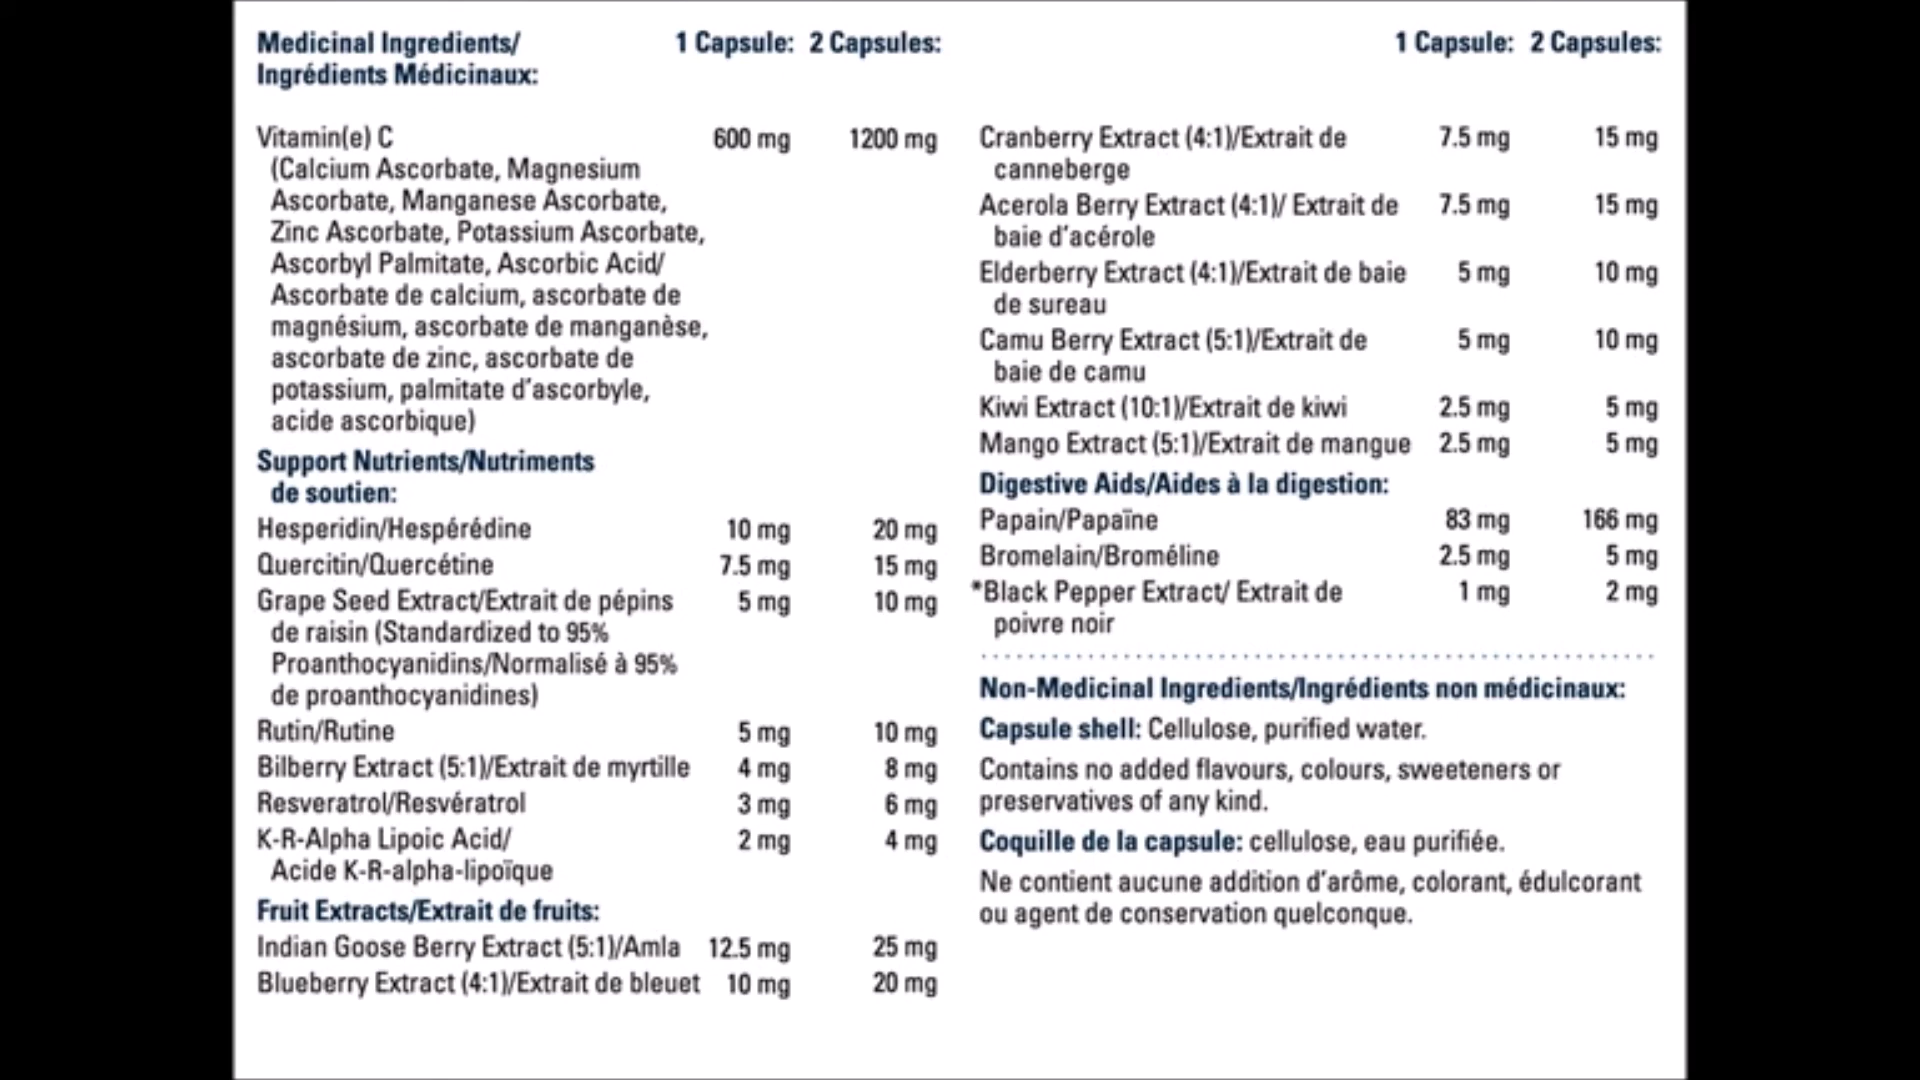 Medicinal Ingredients/ 1 Capsule: 2 Capsules:
Ingrédients Médicinaux:
Vitamin(e) C 600 mg 1200 mg
(Calcium Ascorbate, Magnesium
Ascorbate, Manganese Ascorbate,
Zinc Ascorbate, Potassium Ascorbate,
Ascorbyl Palmitate, Ascorbic Acid/
Ascorbate de calcium, ascorbate de
magnésium, ascorbate de manganèse,
ascorbate de zinc, ascorbate de
potassium, palmitate d'ascorbyle,
acide ascorbique)
Support Nutrients/Nutriments
de soutien:
Hesperidin/Hespérédine 10 mg 20 mg
Quercitin/Quercétine 7.5 mg 15 mg
Grape Seed Extract/Extrait de pépins 5 mg 10 mg
de raisin (Standardized to 95%
Proanthocyanidins/Normalisé à 95%
de proanthocyanidines)
Rutin/Rutine 5 mg 10 mg
Bilberry Extract (5:1)/Extrait de myrtille 4 mg 8 mg
Resveratrol/Resvératrol 3 mg 6 mg
K-R-Alpha Lipoic Acid/ 2 mg 4 mg
Acide K-R-alpha-lipoïque
Fruit Extracts/Extrait de fruits:
Indian Goose Berry Extract (5:1)/Amla 12.5 mg 25 mg
Blueberry Extract (4:1)/Extrait de bleuet 10 mg 20 mg
1 Capsule: 2 Capsules:
Cranberry Extract (4:1)/Extrait de 7.5 mg 15 mg
canneberge
Acerola Berry Extract (4:1)/ Extrait de 7.5 mg 15 mg
baie d'acérole
Elderberry Extract (4:1)/Extrait de baie 5 mg 10 mg
de sureau
Camu Berry Extract (5:1)/Extrait de 5 mg 10 mg
baie de camu
Kiwi Extract (10:1)/Extrait de kiwi 2.5 mg 5 mg
Mango Extract (5:1)/Extrait de mangue 2.5 mg 5 mg
Digestive Aids/Aides à la digestion:
Papain/Papaïne 83 mg 166 mg
Bromelain/Broméline 2.5 mg 5 mg
*Black Pepper Extract/ Extrait de 1 mg 2 mg
poivre noir
Non-Medicinal Ingredients/Ingrédients non médicinaux:
Capsule shell: Cellulose, purified water.
Contains no added flavours, colours, sweeteners or
preservatives of any kind.
Coquille de la capsule: cellulose, eau purifiée.
Ne contient aucune addition d'arôme, colorant, édulcorant
ou agent de conservation quelconque.